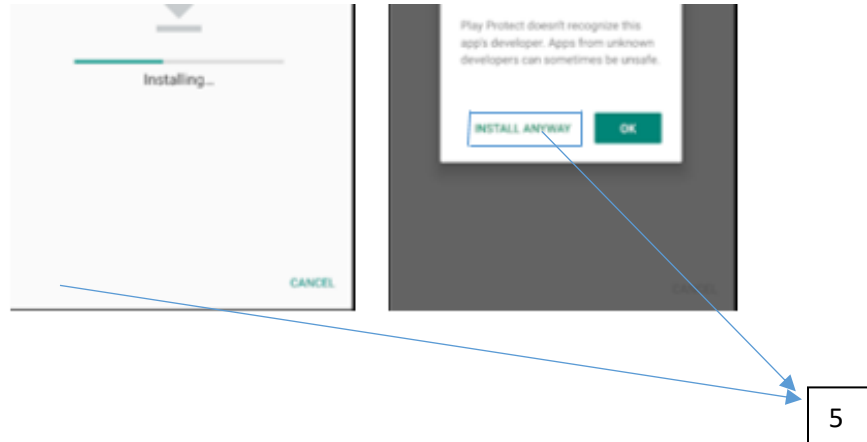 Installing...
CANCEL
Play Protect doesn't recognize this
app's developer. Apps from unknown
developers can sometimes be unsafe.
INSTALL ANYWAY
OK
CANCEL
5